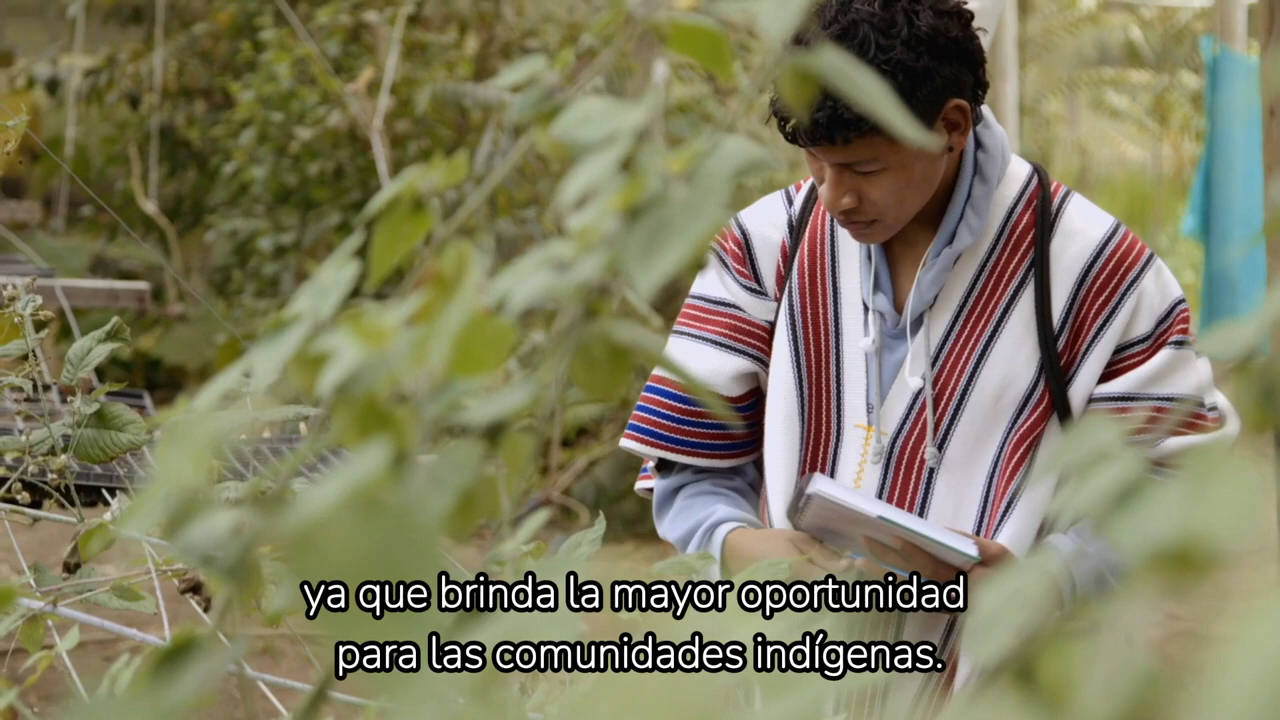 ya que brinda la mayor oportunidad
para las comunidades indígenas.